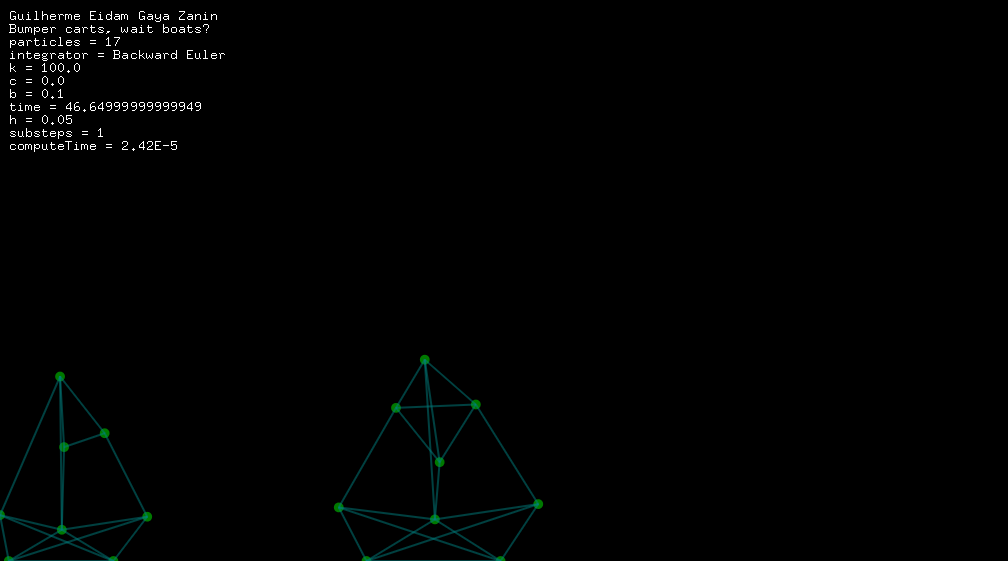 Guilherme Eidam Gaya Zanin
Bumper carts, wait boats?
particles = 17
integrator = Backward Euler
k = 100.0
c = 0.0
b = 0.1
time = 46.64999999999949
h = 0.05
substeps = 1
computeTime = 2.42E-5